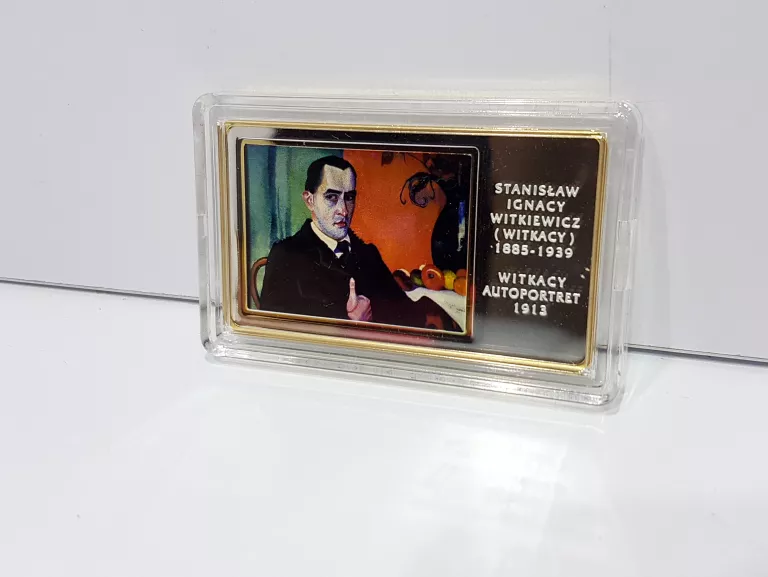 STANISŁAW
IGNACY
WITKIEWICZ
(WITKACY)
1885-1939
WITKACY
AUTOPORTRET
1913